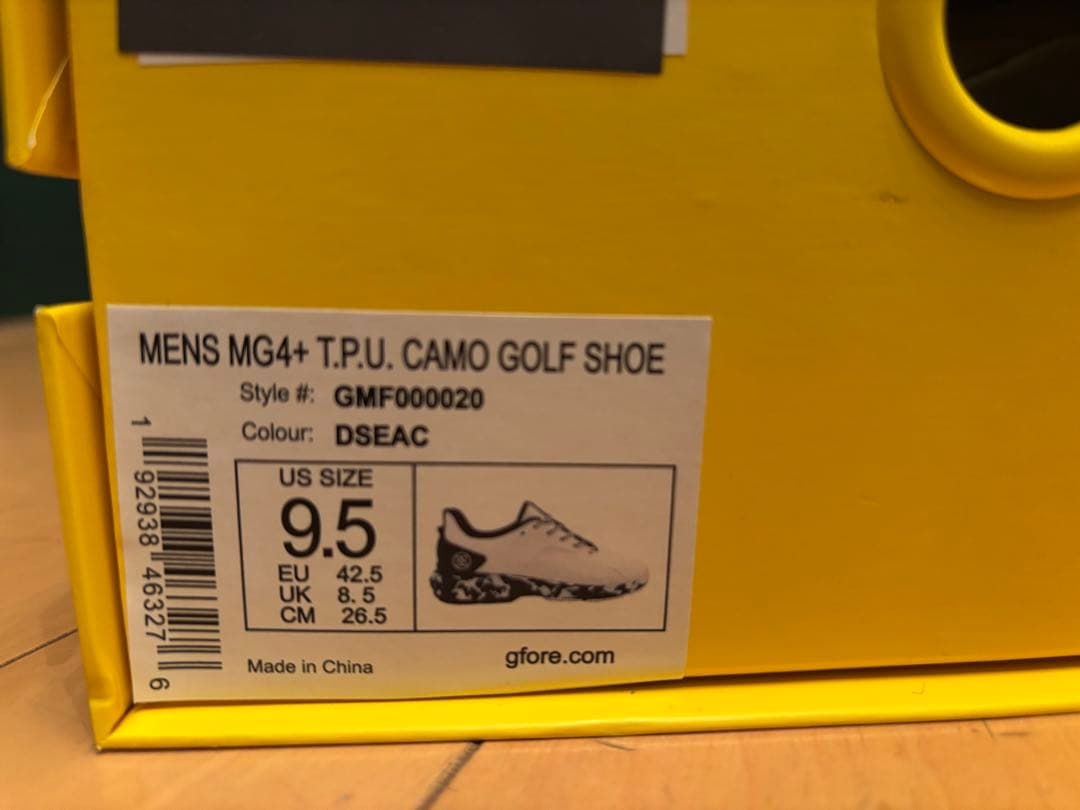 MENS MG4+ T.P.U. CAMO GOLF SHOE
Style #: GMF000020
Colour: DSEAC
US SIZE
9.5
EU 42.5
UK 8. 5
CM 26.5
Made in China
gfore.com
1 92938 46327 6